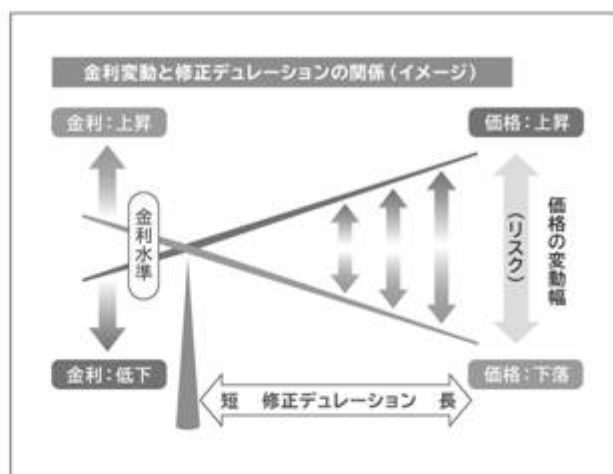 金利変動と修正デュレーションの関係(イメージ)
金利:上昇
価格:上昇
金利水準
(リスク)
価格の変動幅
金利:低下
価格:下落
短 修正デュレーション 長